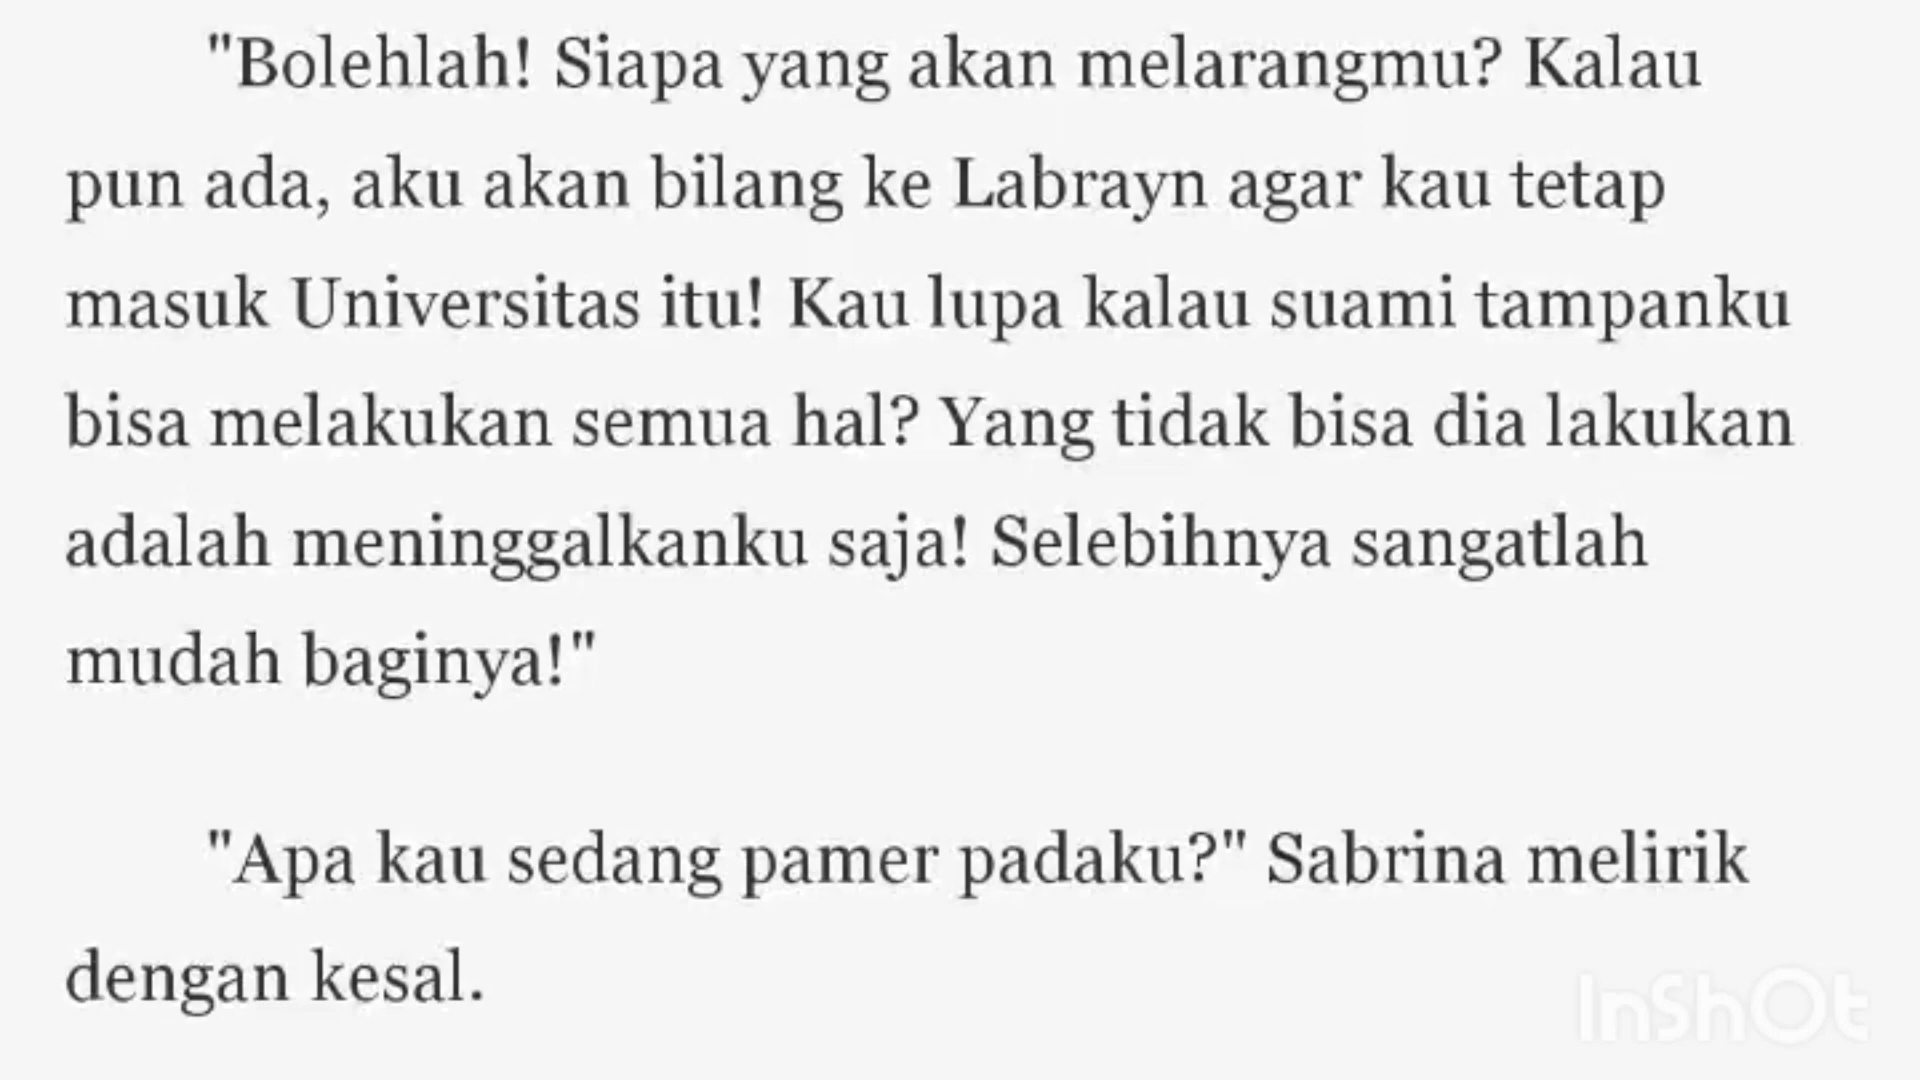 "Bolehlah! Siapa yang akan melarangmu? Kalau
pun ada, aku akan bilang ke Labrayn agar kau tetap
masuk Universitas itu! Kau lupa kalau suami tampanku
bisa melakukan semua hal? Yang tidak bisa dia lakukan
adalah meninggalkanku saja! Selebihnya sangatlah
mudah baginya!"
"Apa kau sedang pamer padaku?" Sabrina melirik
dengan kesal.
InShOt